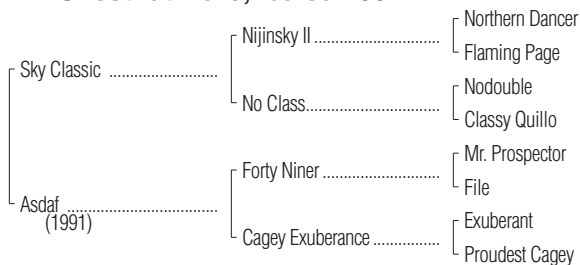 Northern Dancer
Nijinsky II
Flaming Page
Sky Classic
Nodouble
No Class
Classy Quillo
Mr. Prospector
Forty Niner
File
Asdaf
(1991)
Exuberant
Cagey Exuberance
Proudest Cagey